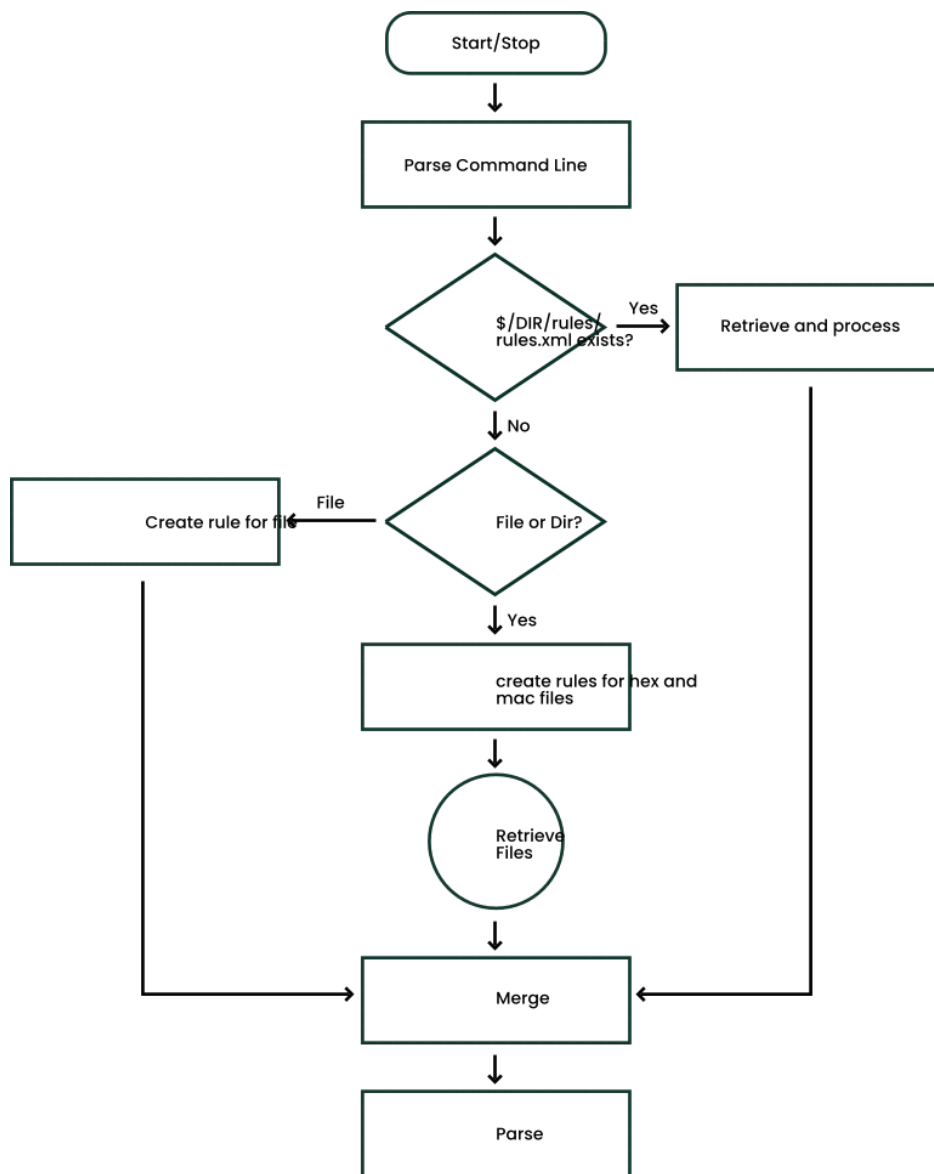 Start/Stop
Parse Command Line
$/DIR/rules/
rules.xml exists?
Yes
Retrieve and process
No
File or Dir?
File
Create rule for file
Yes
create rules for hex and
mac files
Retrieve
Files
Merge
Parse